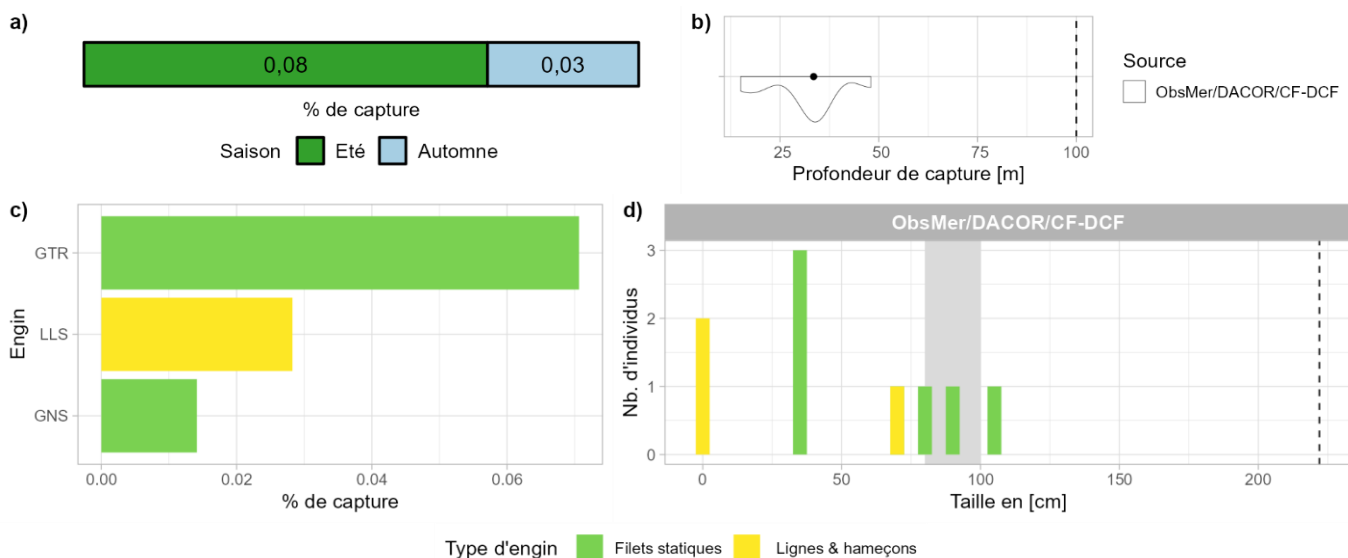 a)
0,08
0,03
% de capture
Saison
Eté
Automne
b)
25
50
75
100
Profondeur de capture [m]
Source
ObsMer/DACOR/CF-DCF
c)
Engin
GTR
LLS
GNS
0.00
0.02
0.04
0.06
% de capture
d)
ObsMer/DACOR/CF-DCF
Nb. d'individus
3
2
1
0
0
50
100
150
200
Taille en [cm]
Type d'engin
Filets statiques
Lignes & hameçons